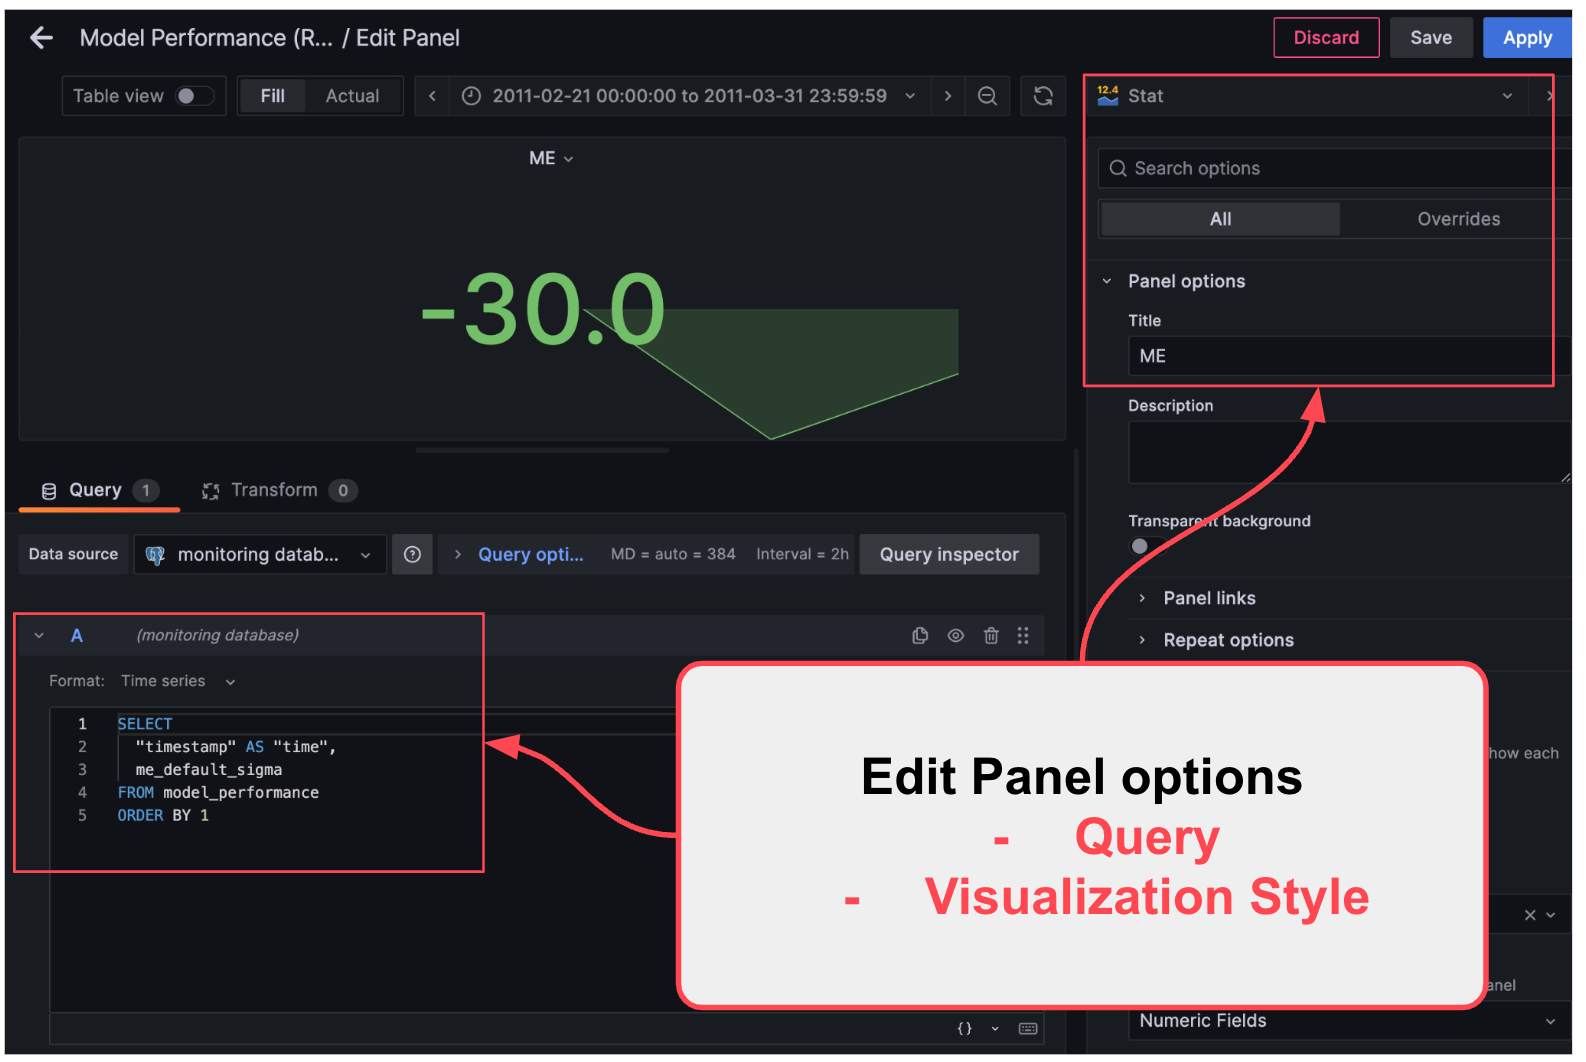 Model Performance (R... / Edit Panel
Discard
Save
Apply
Table view
Fill
Actual
2011-02-21 00:00:00 to 2011-03-31 23:59:59
12.4
Stat
ME
-30.0
Search options
All
Overrides
Panel options
Title
ME
Description
Transparent background
Panel links
Repeat options
Query 1
Transform 0
Data source
monitoring datab...
Query opti...
MD = auto = 384
Interval = 2h
Query inspector
A
(monitoring database)
Format: Time series
1 SELECT
2 "timestamp" AS "time",
3 me_default_sigma
4 FROM model_performance
5 ORDER BY 1
{}
Edit Panel options
- Query
- Visualization Style
each
Numeric Fields